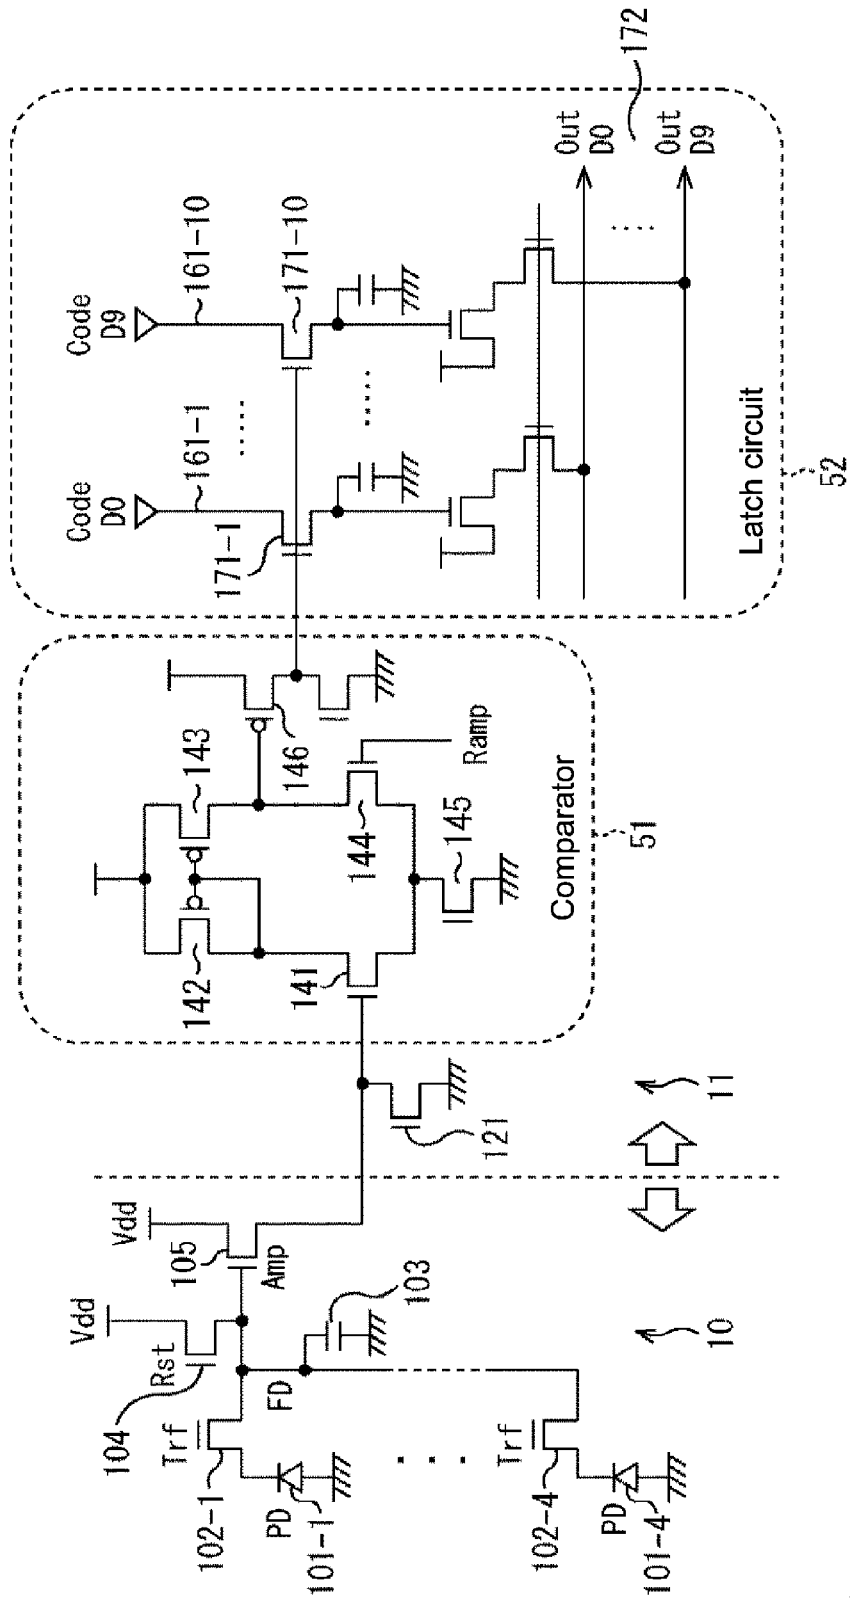 Vdd
Vdd
105
Amp
Rst
104
Trf
102-1
PD
101-1
FD
103
Trf
102-4
PD
101-4
10
11
121
141
142
143
144
145
146
Ramp
Comparator
51
Code
D0
Code
D9
161-1
161-10
171-1
171-10
Out
D0
Out
D9
172
Latch circuit
52